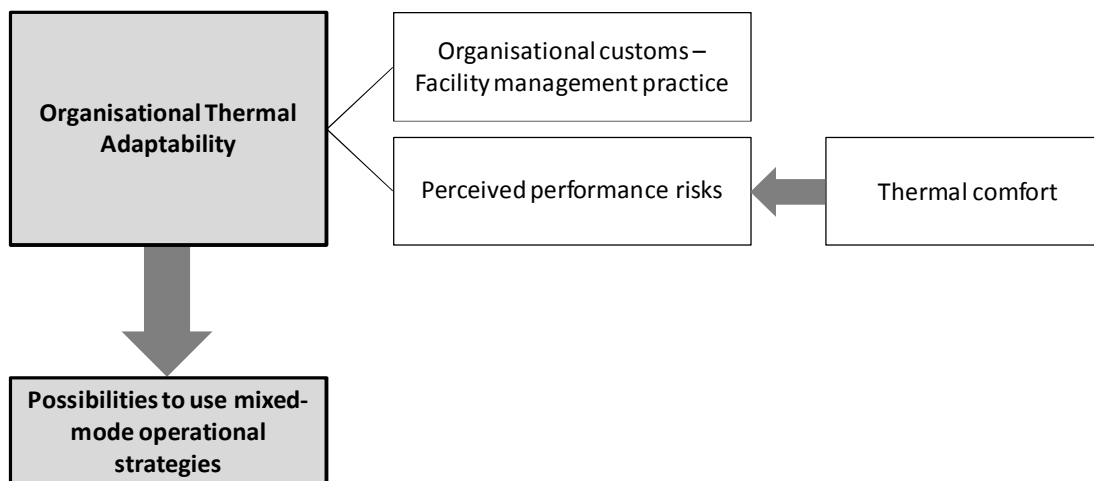 Organisational Thermal
Adaptability
Organisational customs –
Facility management practice
Perceived performance risks
Thermal comfort
Possibilities to use mixed-
mode operational
strategies